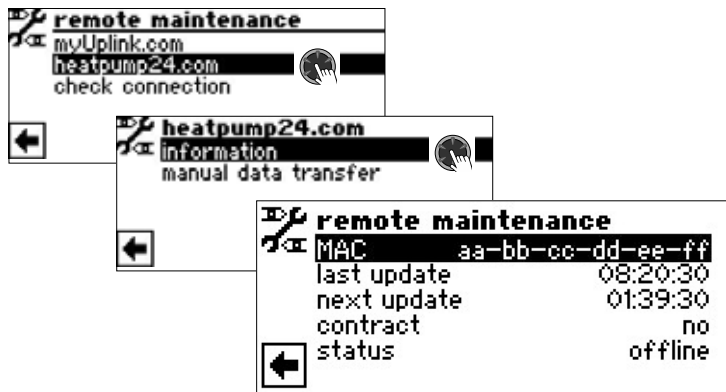 remote maintenance
myUplink.com
heatpump24.com
check connection
heatpump24.com
information
manual data transfer
remote maintenance
MAC aa-bb-cc-dd-ee-ff
last update 08:20:30
next update 01:39:30
contract no
status offline